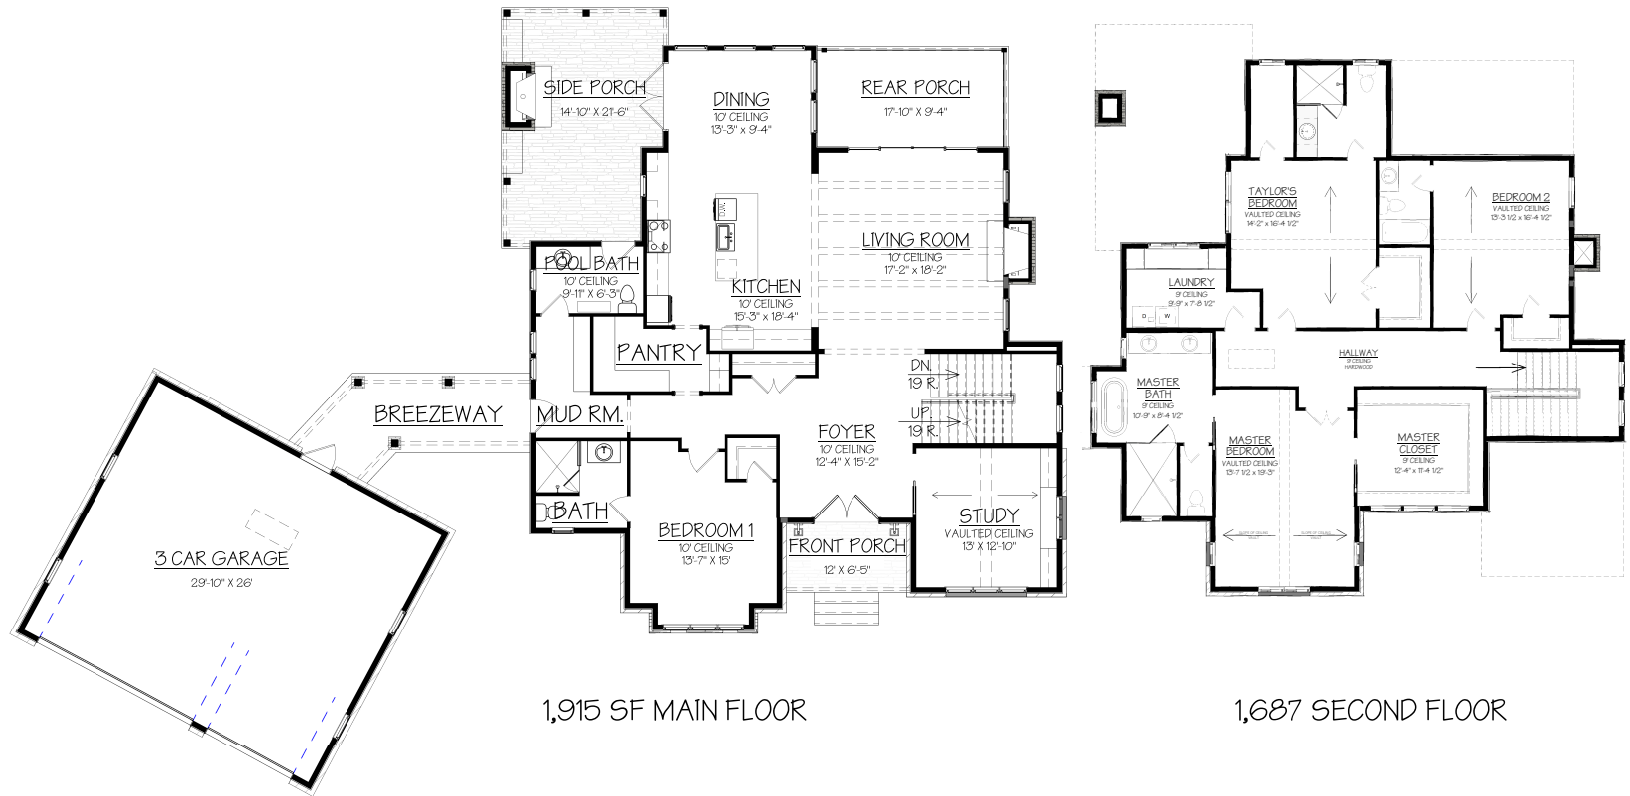 SIDE PORCH
14'-10" X 21'-6"
DINING
10' CEILING
13'-3" X 9'-4"
REAR PORCH
17'-10" X 9'-4"
D.W.
LIVING ROOM
10' CEILING
17'-2" X 18'-2"
POOL BATH
10' CEILING
9'-11" X 6'-3"
KITCHEN
10' CEILING
15'-3" X 18'-4"
PANTRY
DN.
19 R.
UP.
19 R.
BREEZEWAY
MUD RM.
FOYER
10' CEILING
12'-4" X 15'-2"
BATH
BEDROOM 1
10' CEILING
13'-7" X 15'
STUDY
VAULTED CEILING
13' X 12'-10"
FRONT PORCH
12' X 6'-5"
3 CAR GARAGE
29'-10" X 26'
1,915 SF MAIN FLOOR
TAYLOR'S
BEDROOM
VAULTED CEILING
14'-2" x 16'-4 1/2"
BEDROOM 2
VAULTED CEILING
13'-3 1/2 x 16'-4 1/2"
LAUNDRY
9' CEILING
9'-9" x 7'-8 1/2"
D
W
HALLWAY
9' CEILING
HARDWOOD
MASTER
BATH
9' CEILING
10'-9" x 8'-4 1/2"
MASTER
BEDROOM
VAULTED CEILING
13'-7 1/2 x 19'-3"
MASTER
CLOSET
9' CEILING
12'-4" x 11'-4 1/2"
1,687 SECOND FLOOR